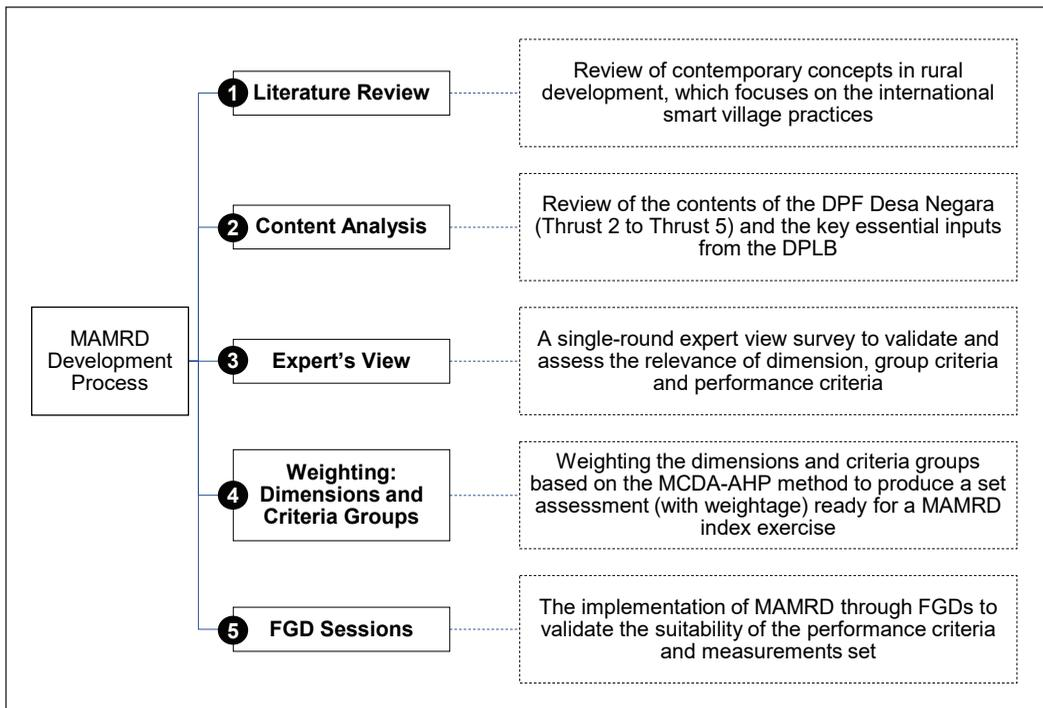 MAMRD
Development
Process
1 Literature Review
Review of contemporary concepts in rural
development, which focuses on the international
smart village practices
2 Content Analysis
Review of the contents of the DPF Desa Negara
(Thrust 2 to Thrust 5) and the key essential inputs
from the DPLB
3 Expert's View
A single-round expert view survey to validate and
assess the relevance of dimension, group criteria
and performance criteria
4 Weighting:
Dimensions and
Criteria Groups
Weighting the dimensions and criteria groups
based on the MCDA-AHP method to produce a set
assessment (with weightage) ready for a MAMRD
index exercise
5 FGD Sessions
The implementation of MAMRD through FGDs to
validate the suitability of the performance criteria
and measurements set